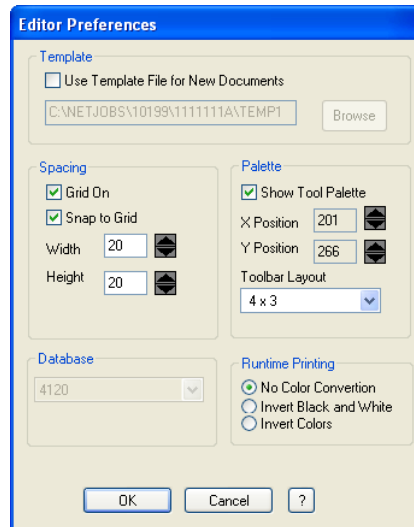 Editor Preferences
Template
Use Template File for New Documents
C:\NETJOBS\10199\1111111A\TEMP1
Browse
Spacing
Grid On
Snap to Grid
Width 20
Height 20
Palette
Show Tool Palette
X Position 201
Y Position 266
Toolbar Layout
4 x 3
Database
4120
Runtime Printing
No Color Convertion
Invert Black and White
Invert Colors
OK Cancel ?